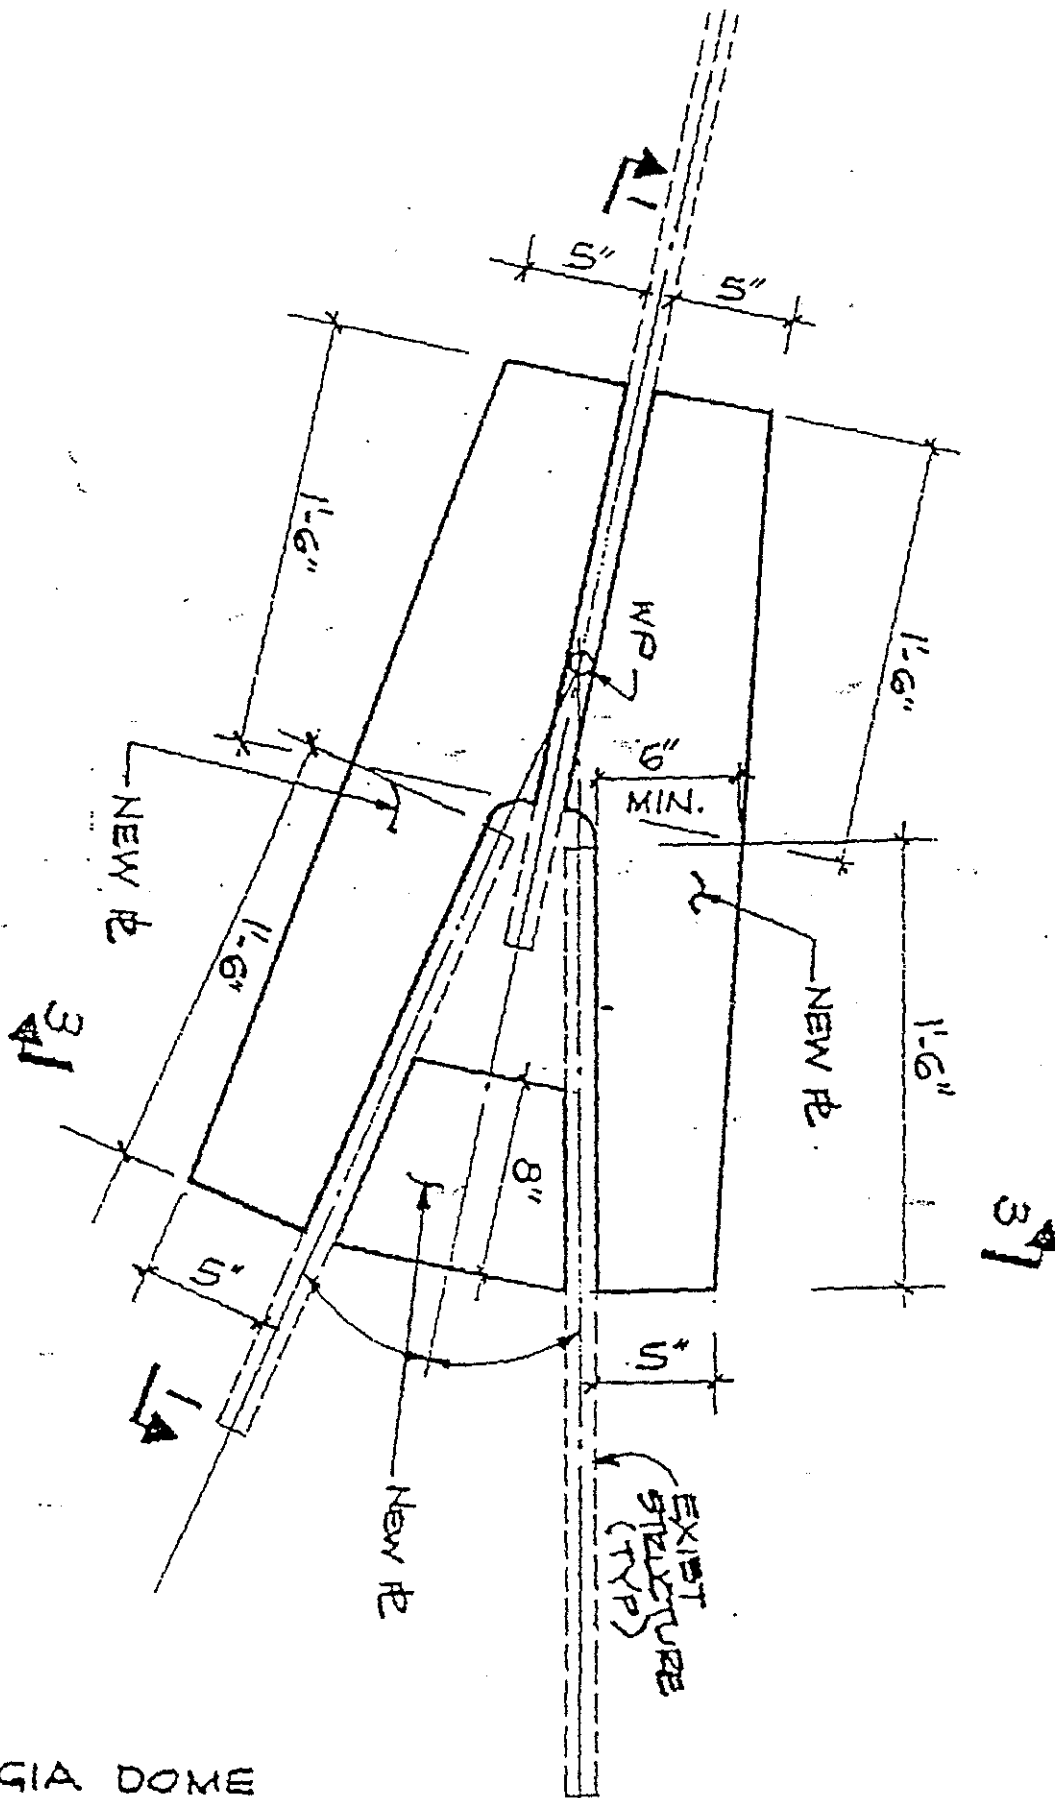 1
5"
5"
1'-6"
1'-6"
WP
6"
MIN.
NEW PL
1'-6"
NEW PL
1'-6"
3
3
8"
5"
5"
1
NEW PL
EXIST
STRUCTURE
(TYP)
GIA DOME